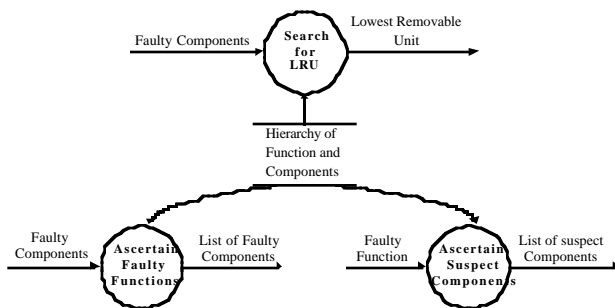 Search
for
LRU
Faulty Components
Lowest Removable
Unit
Hierarchy of
Function and
Components
Faulty
Components
Ascertain
Faulty
Functions
List of Faulty
Components
Faulty
Function
Ascertain
Suspect
Components
List of suspect
Components